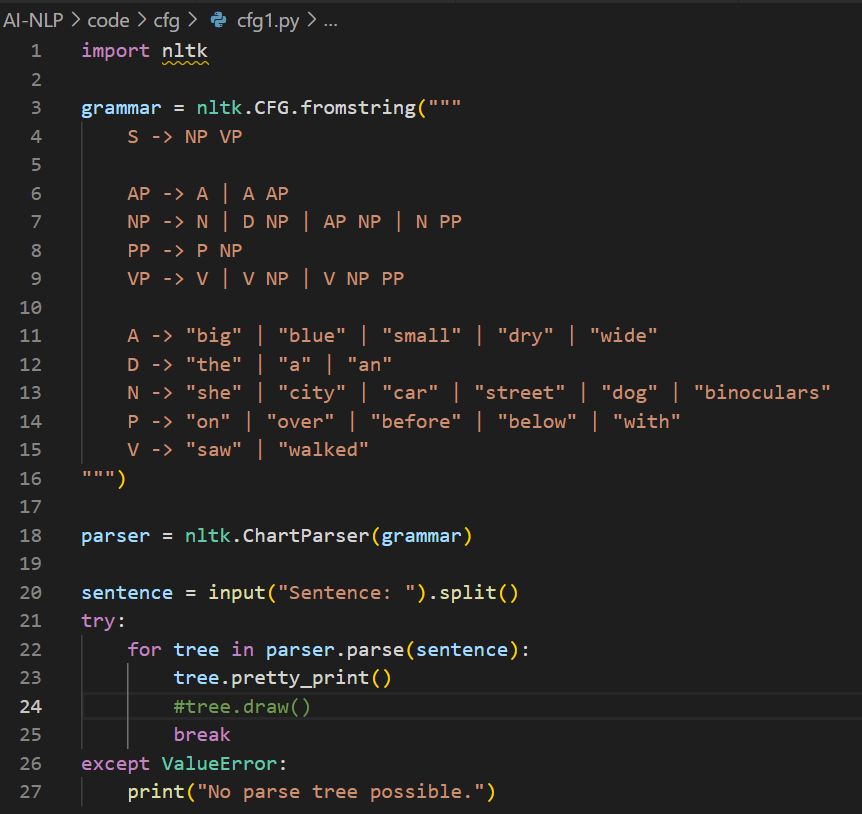 AI-NLP > code > cfg > cfg1.py > ...
1 import nltk
2
3 grammar = nltk.CFG.fromstring("""
4     S -> NP VP
5
6     AP -> A | A AP
7     NP -> N | D NP | AP NP | N PP
8     PP -> P NP
9     VP -> V | V NP | V NP PP
10
11     A -> "big" | "blue" | "small" | "dry" | "wide"
12     D -> "the" | "a" | "an"
13     N -> "she" | "city" | "car" | "street" | "dog" | "binoculars"
14     P -> "on" | "over" | "before" | "below" | "with"
15     V -> "saw" | "walked"
16 """)
17
18 parser = nltk.ChartParser(grammar)
19
20 sentence = input("Sentence: ").split()
21 try:
22     for tree in parser.parse(sentence):
23         tree.pretty_print()
24         #tree.draw()
25         break
26 except ValueError:
27     print("No parse tree possible.")